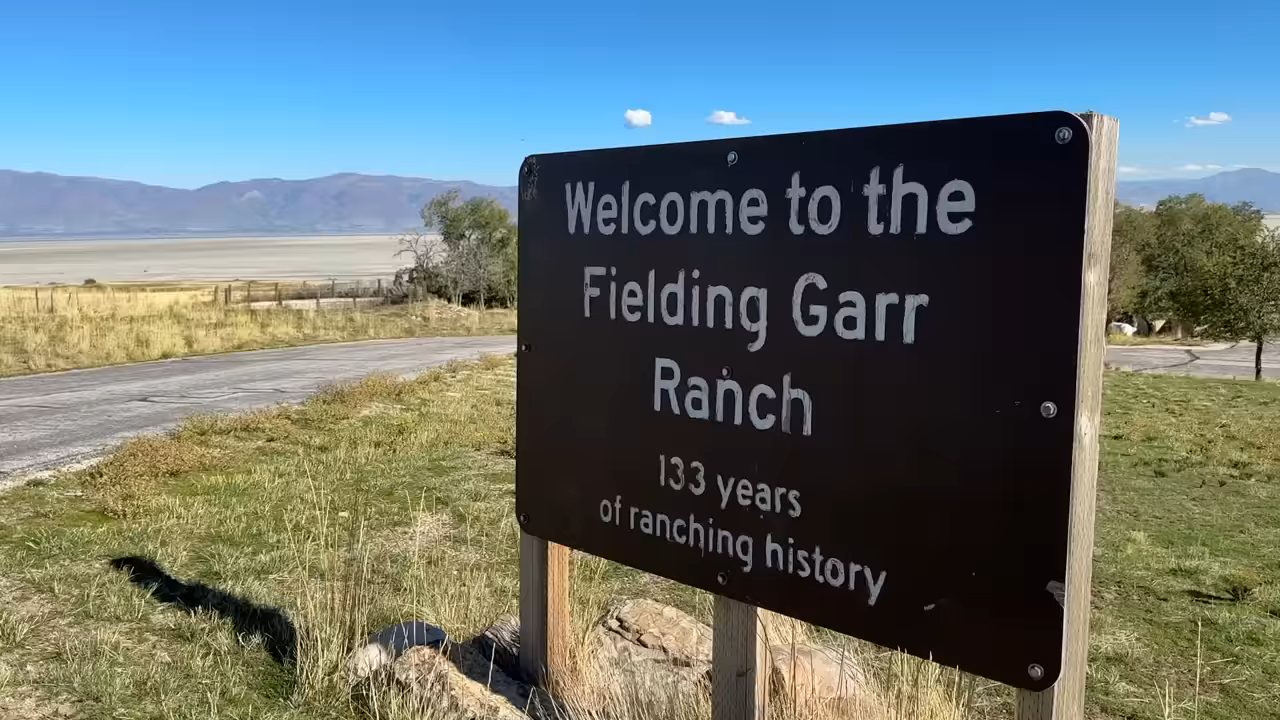 Welcome to the
Fielding Garr
Ranch
133 years
of ranching history